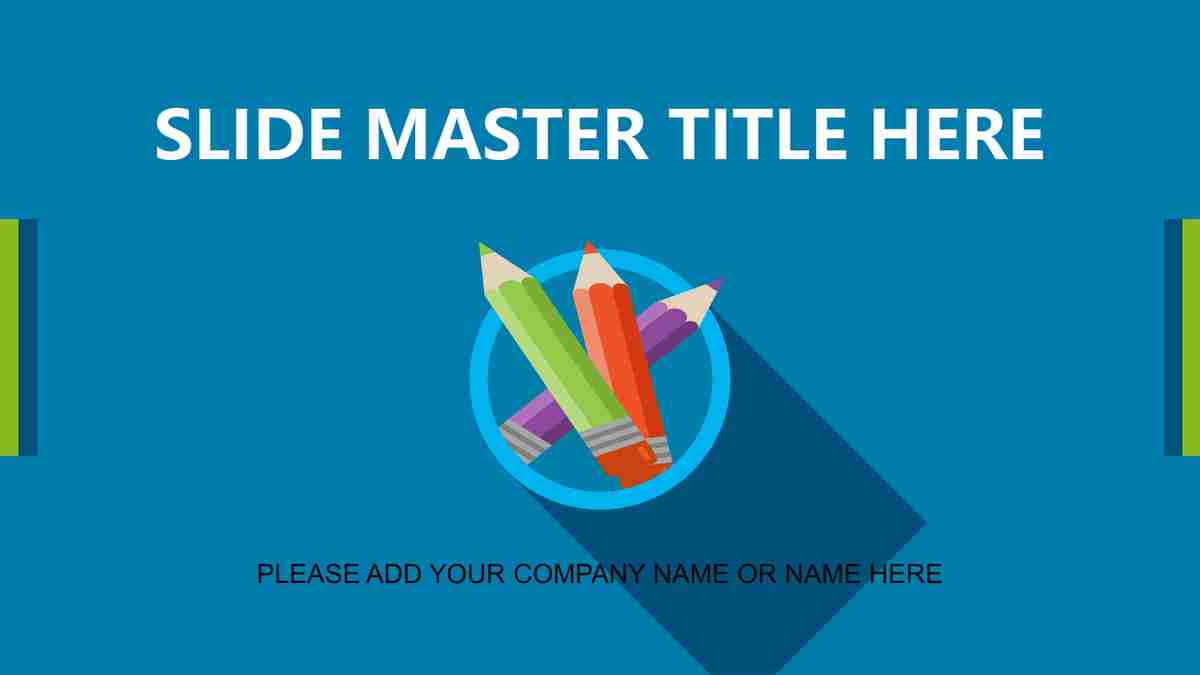 SLIDE MASTER TITLE HERE
PLEASE ADD YOUR COMPANY NAME OR NAME HERE